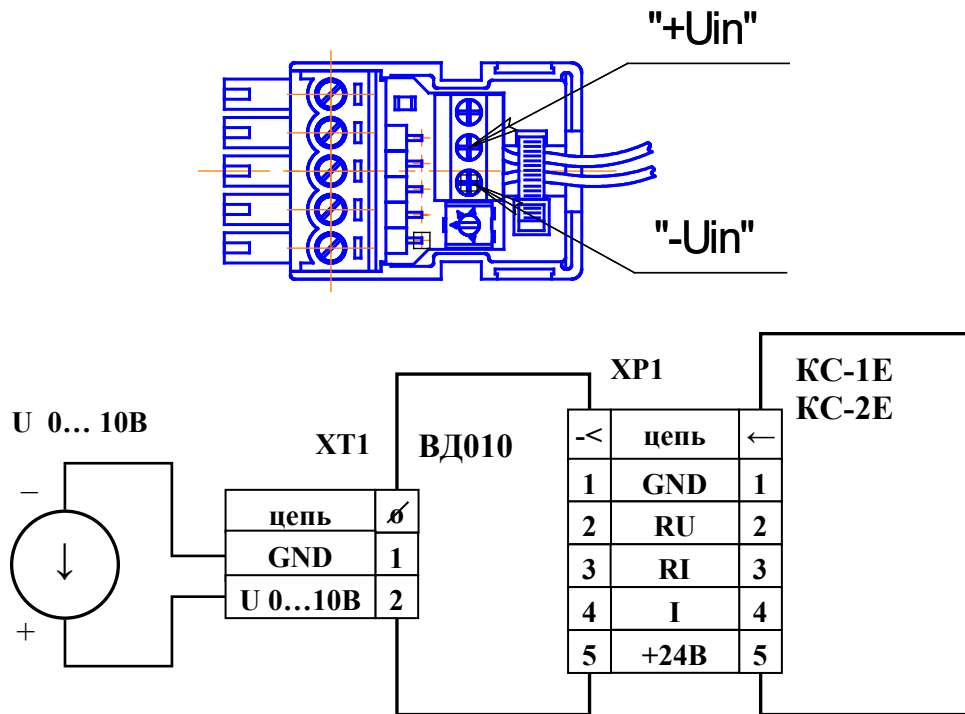 "+Uin"
"-Uin"
U 0... 10В
–
↓
+
XT1
ВД010
цепь ø
GND 1
U 0...10В 2
XP1
КС-1Е
КС-2Е
-< цепь ←
1 GND 1
2 RU 2
3 RI 3
4 I 4
5 +24В 5